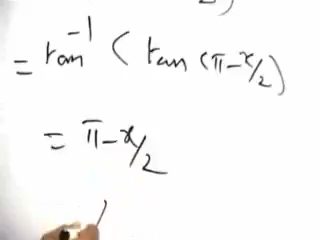 = tan⁻¹ ( tan (π-x/2)
= π-x/2